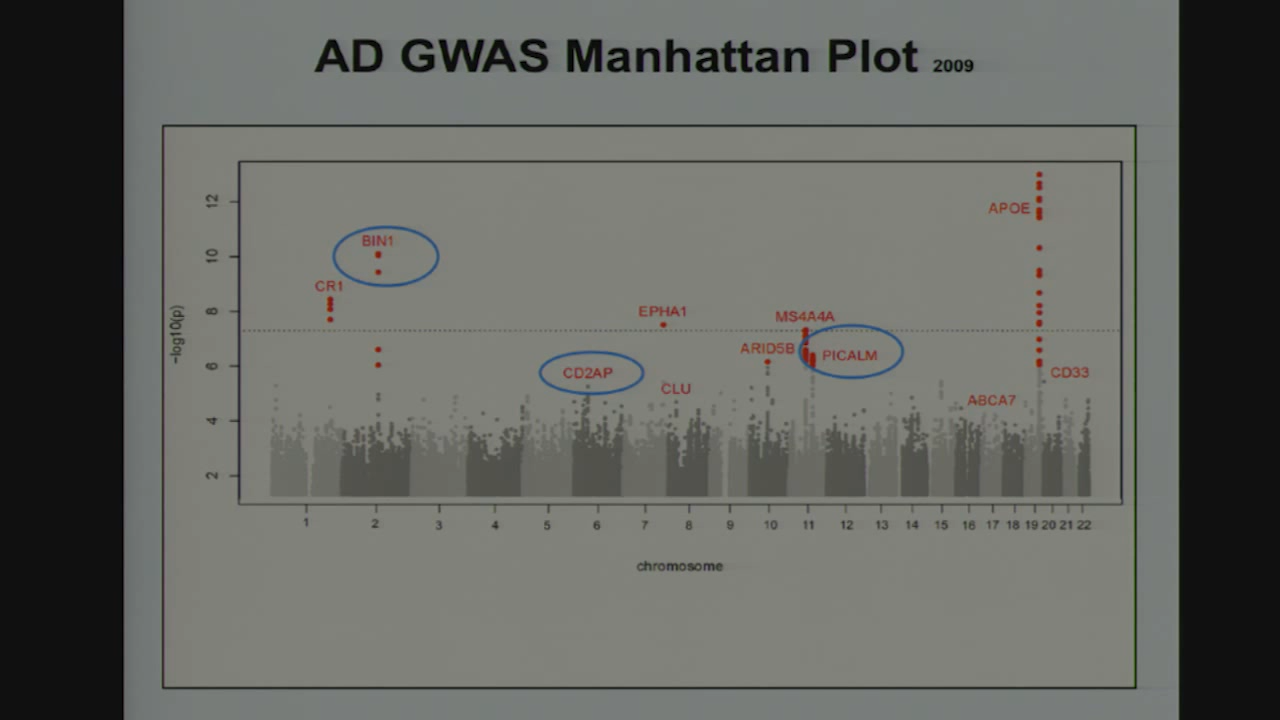 AD GWAS Manhattan Plot 2009
12
10
8
6
4
2
-log10(p)
APOE
BIN1
CR1
EPHA1
MS4A4A
ARID5B
PICALM
CD2AP
CD33
CLU
ABCA7
1 2 3 4 5 6 7 8 9 10 11 12 13 14 15 16 17 18 19 20 21 22
chromosome